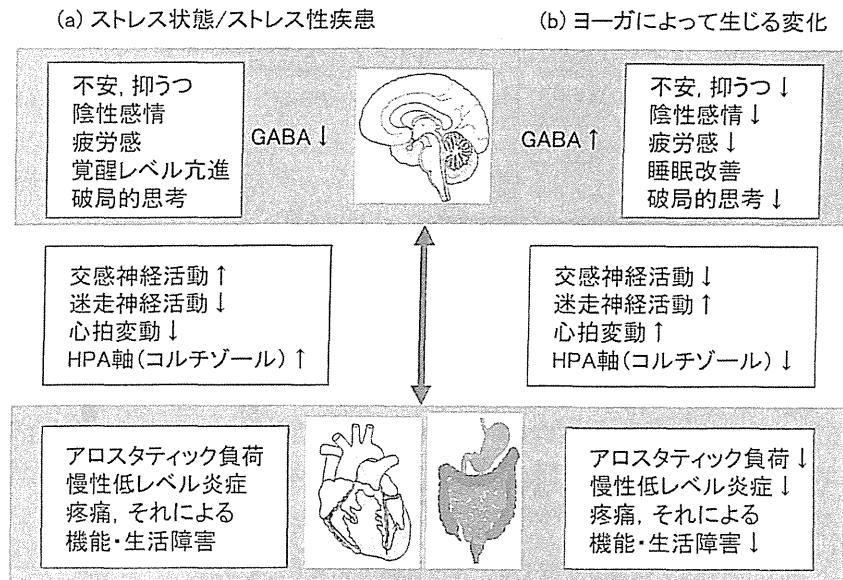 (a) ストレス状態/ストレス性疾患
(b) ヨーガによって生じる変化
不安, 抑うつ
陰性感情
疲労感
覚醒レベル亢進
破局的思考
GABA ↓
GABA ↑
不安, 抑うつ ↓
陰性感情 ↓
疲労感 ↓
睡眠改善
破局的思考 ↓
交感神経活動 ↑
迷走神経活動 ↓
心拍変動 ↓
HPA軸(コルチゾール) ↑
交感神経活動 ↓
迷走神経活動 ↑
心拍変動 ↑
HPA軸(コルチゾール) ↓
アロスタティック負荷
慢性低レベル炎症
疼痛, それによる
機能・生活障害
アロスタティック負荷 ↓
慢性低レベル炎症 ↓
疼痛, それによる
機能・生活障害 ↓